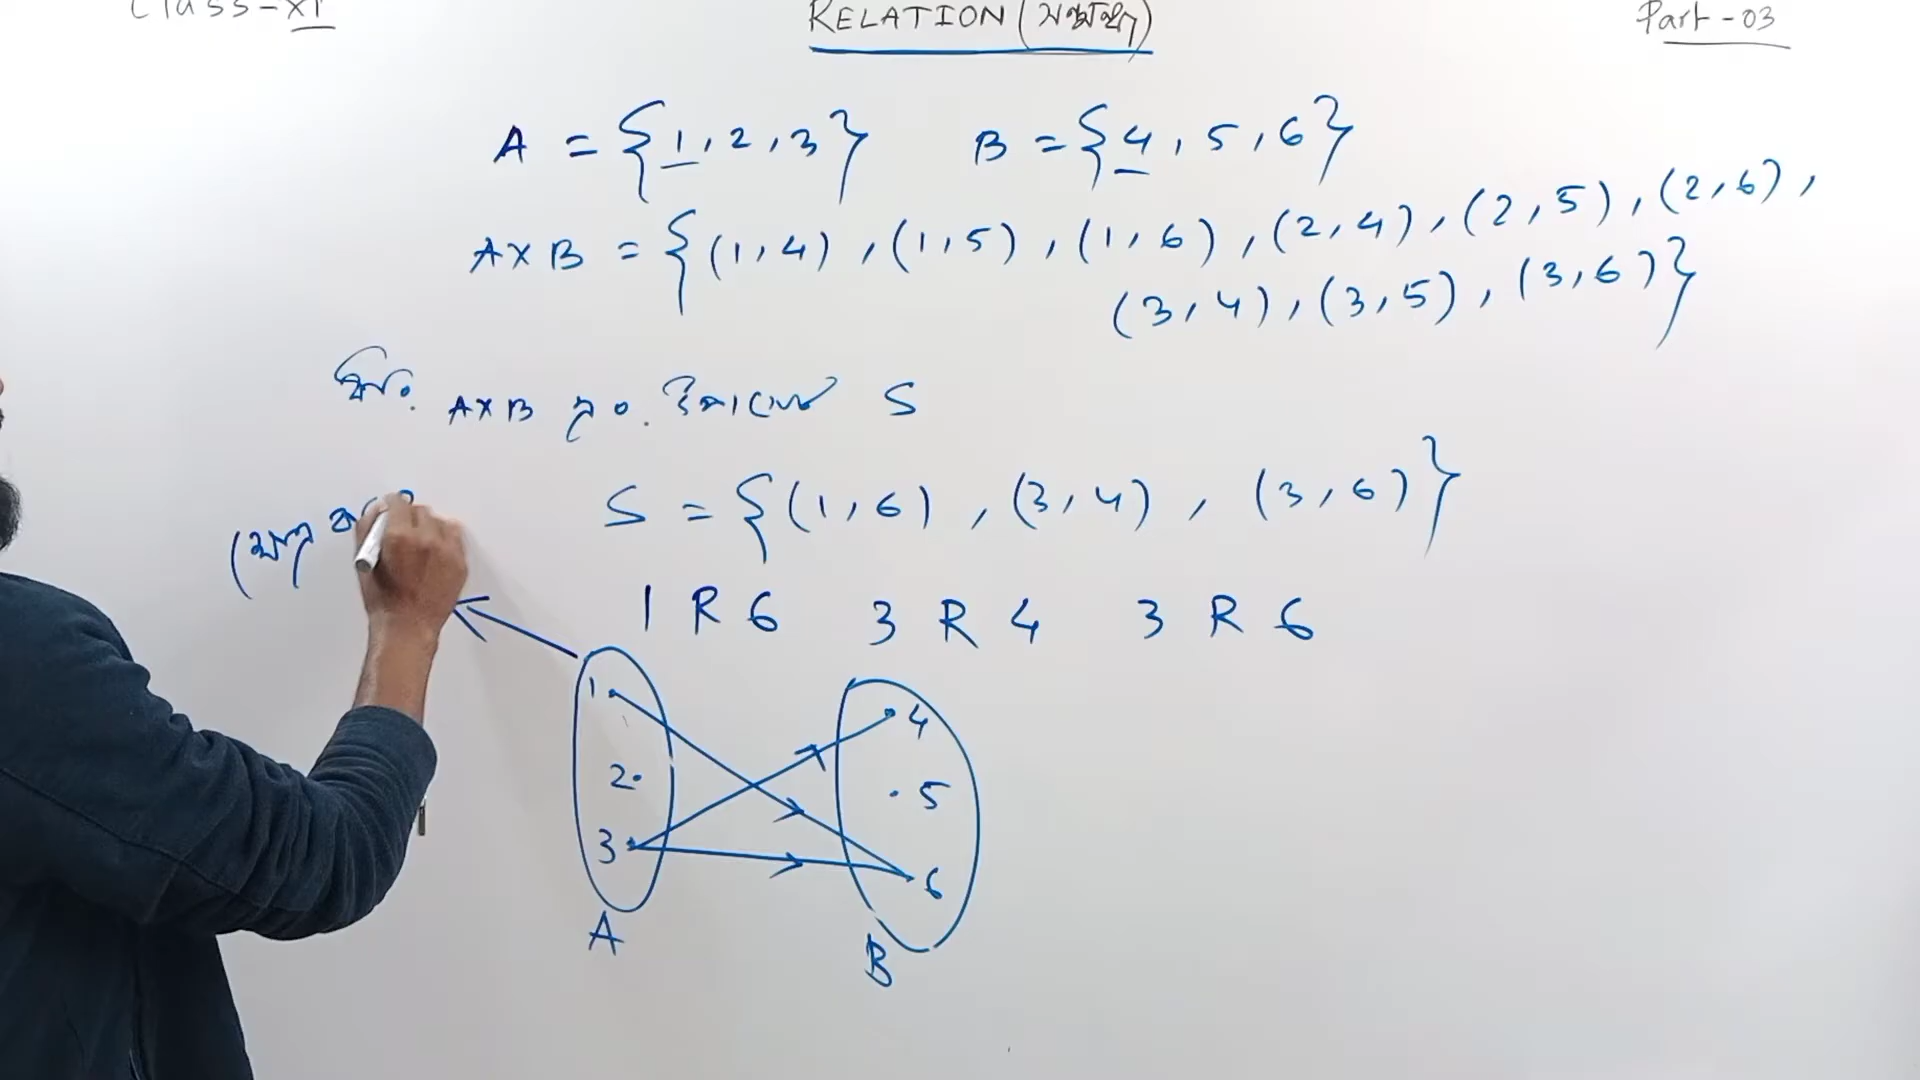 Class-XI
RELATION (সম্বন্ধ)
Part-03
A = {1, 2, 3} B = {4, 5, 6}
A×B = {(1,4), (1,5), (1,6), (2,4), (2,5), (2,6),
(3,4), (3,5), (3,6)}
A×B S
S = {(1,6), (3,4), (3,6)}
1 R 6 3 R 4 3 R 6
1 4
2 5
3 6
A B